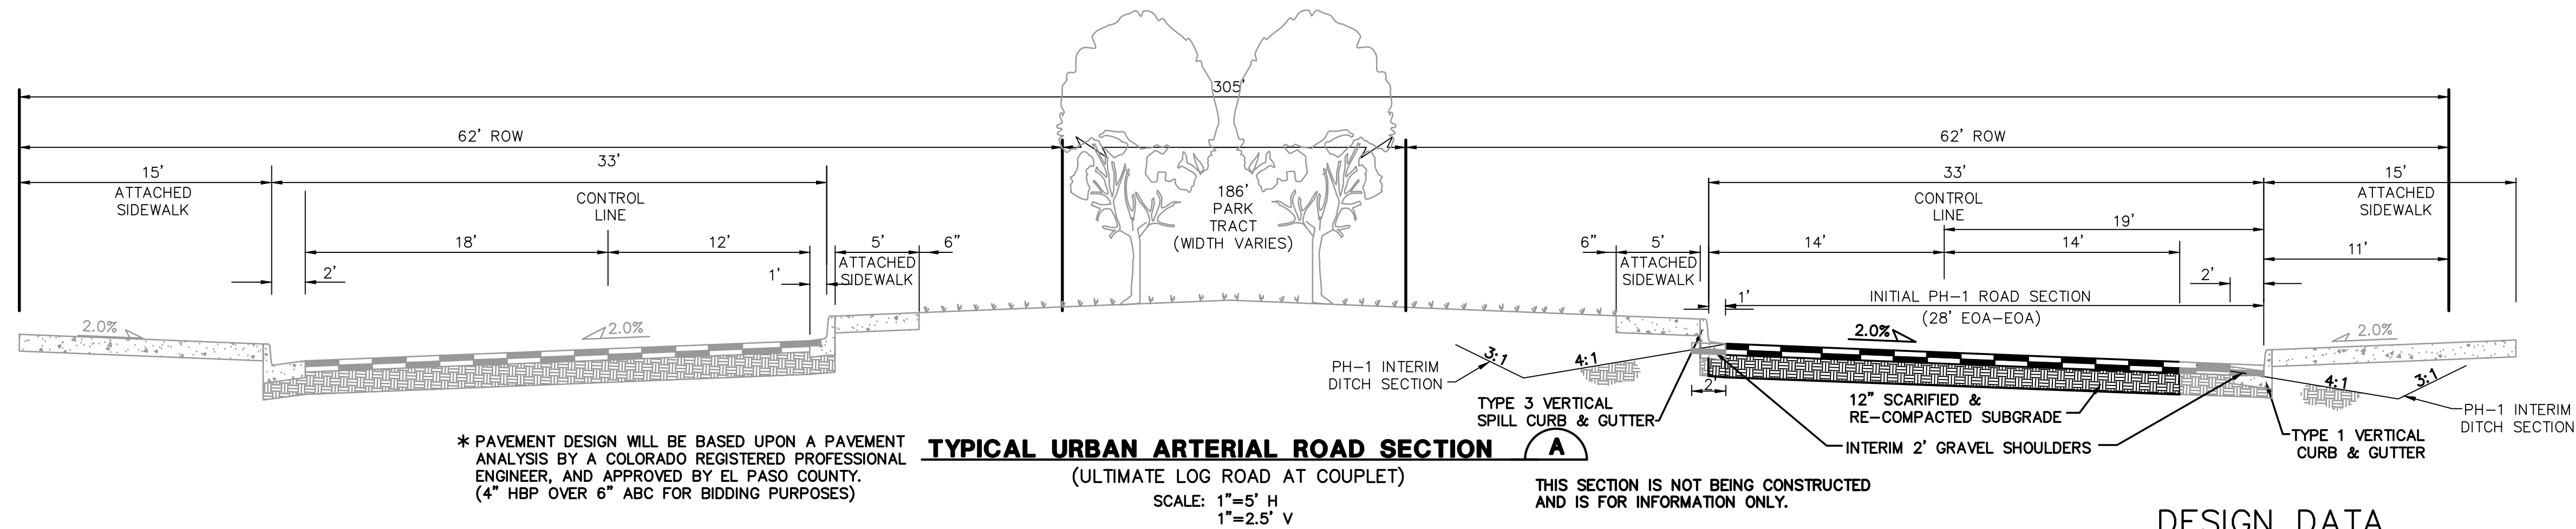 305'
62' ROW
62' ROW
15'
ATTACHED
SIDEWALK
33'
CONTROL
LINE
18'
12'
2'
1'
5'
6"
ATTACHED
SIDEWALK
186'
PARK
TRACT
(WIDTH VARIES)
33'
15'
ATTACHED
SIDEWALK
CONTROL
LINE
19'
6"
5'
ATTACHED
SIDEWALK
14'
14'
11'
2'
1'
INITIAL PH-1 ROAD SECTION
(28' EOA-EOA)
2.0%
2.0%
2.0%
2.0%
3:1
4:1
PH-1 INTERIM
DITCH SECTION
2'
4:1
3:1
PH-1 INTERIM
DITCH SECTION
TYPE 3 VERTICAL
SPILL CURB & GUTTER
12" SCARIFIED &
RE-COMPACTED SUBGRADE
INTERIM 2' GRAVEL SHOULDERS
TYPE 1 VERTICAL
CURB & GUTTER
* PAVEMENT DESIGN WILL BE BASED UPON A PAVEMENT
ANALYSIS BY A COLORADO REGISTERED PROFESSIONAL
ENGINEER, AND APPROVED BY EL PASO COUNTY.
(4" HBP OVER 6" ABC FOR BIDDING PURPOSES)
TYPICAL URBAN ARTERIAL ROAD SECTION
A
(ULTIMATE LOG ROAD AT COUPLET)
SCALE: 1"=5' H
1"=2.5' V
THIS SECTION IS NOT BEING CONSTRUCTED
AND IS FOR INFORMATION ONLY.
DESIGN DATA